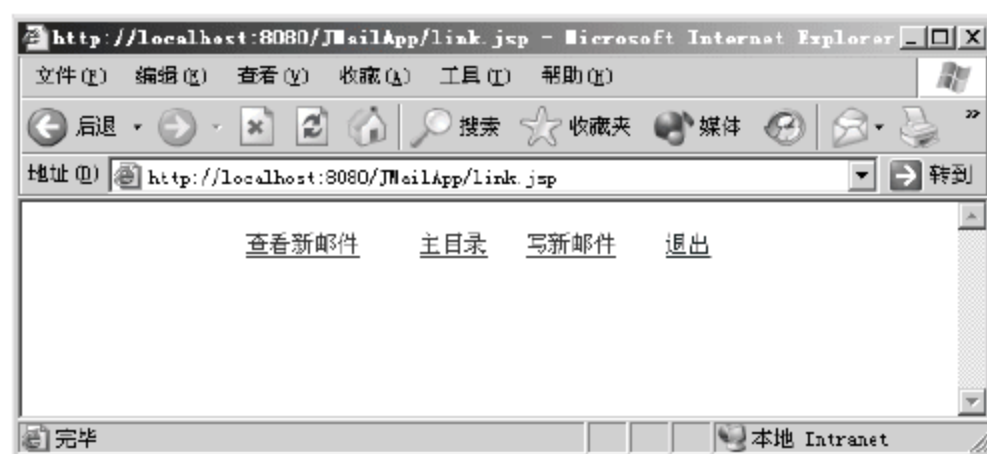 http://localhost:8080/JMailApp/link.jsp - Microsoft Internet Explorer
文件(F) 编辑(E) 查看(V) 收藏(A) 工具(T) 帮助(H)
后退 搜索 收藏夹 媒体 »
地址(D) http://localhost:8080/JMailApp/link.jsp 转到
查看新邮件 主目录 写新邮件 退出
完毕 本地 Intranet